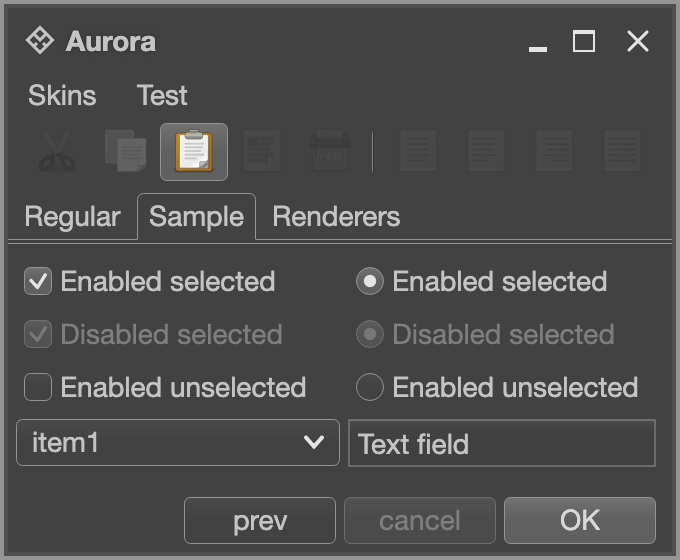 Aurora
Skins Test
Regular Sample Renderers
Enabled selected Enabled selected
Disabled selected Disabled selected
Enabled unselected Enabled unselected
item1 Text field
prev cancel OK